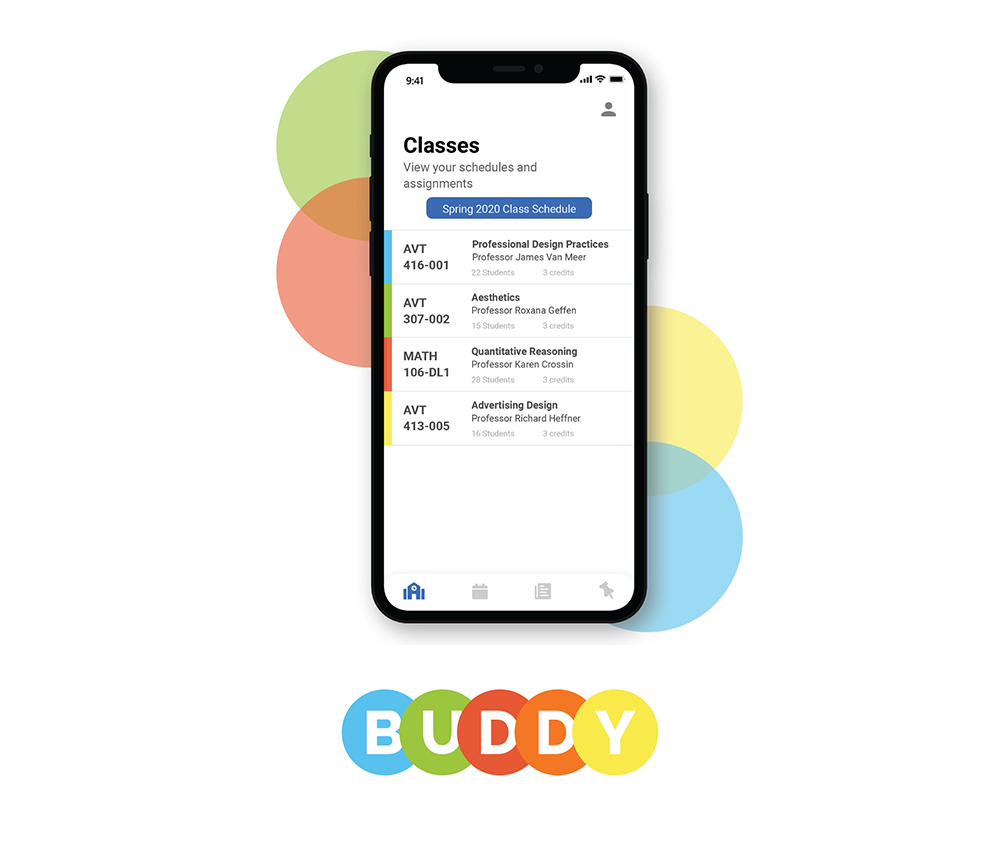 9:41
Classes
View your schedules and
assignments
Spring 2020 Class Schedule
AVT
416-001
Professional Design Practices
Professor James Van Meer
22 Students 3 credits
AVT
307-002
Aesthetics
Professor Roxana Geffen
15 Students 3 credits
MATH
106-DL1
Quantitative Reasoning
Professor Karen Crossin
28 Students 3 credits
AVT
413-005
Advertising Design
Professor Richard Heffner
16 Students 3 credits
BUDDY